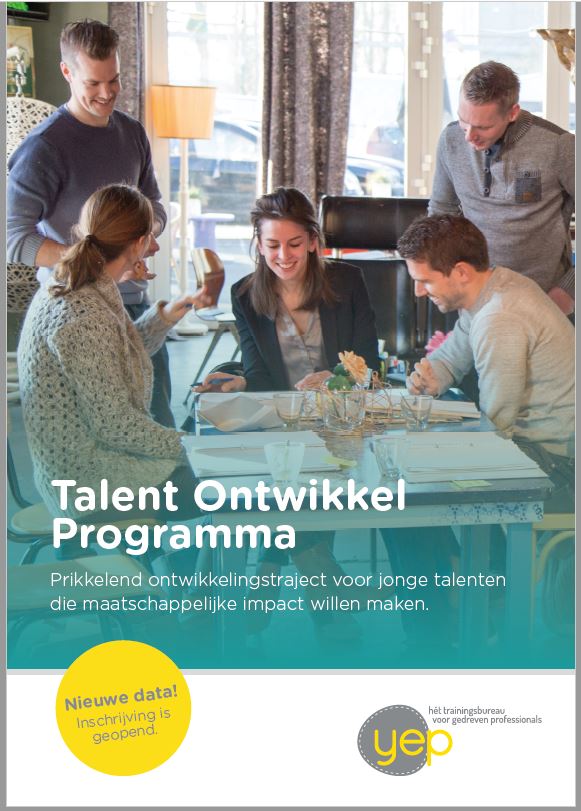 Talent Ontwikkel
Programma
Prikkelend ontwikkelingstraject voor jonge talenten
die maatschappelijke impact willen maken.
Nieuwe data!
Inschrijving is
geopend.
hét trainingsbureau
voor gedreven professionals
yep